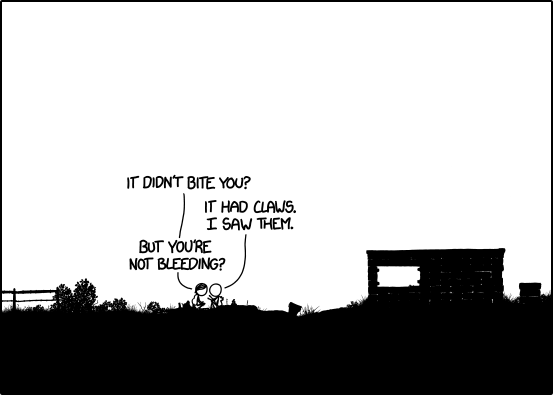 IT DIDN'T BITE YOU?
IT HAD CLAWS.
I SAW THEM.
BUT YOU'RE
NOT BLEEDING?